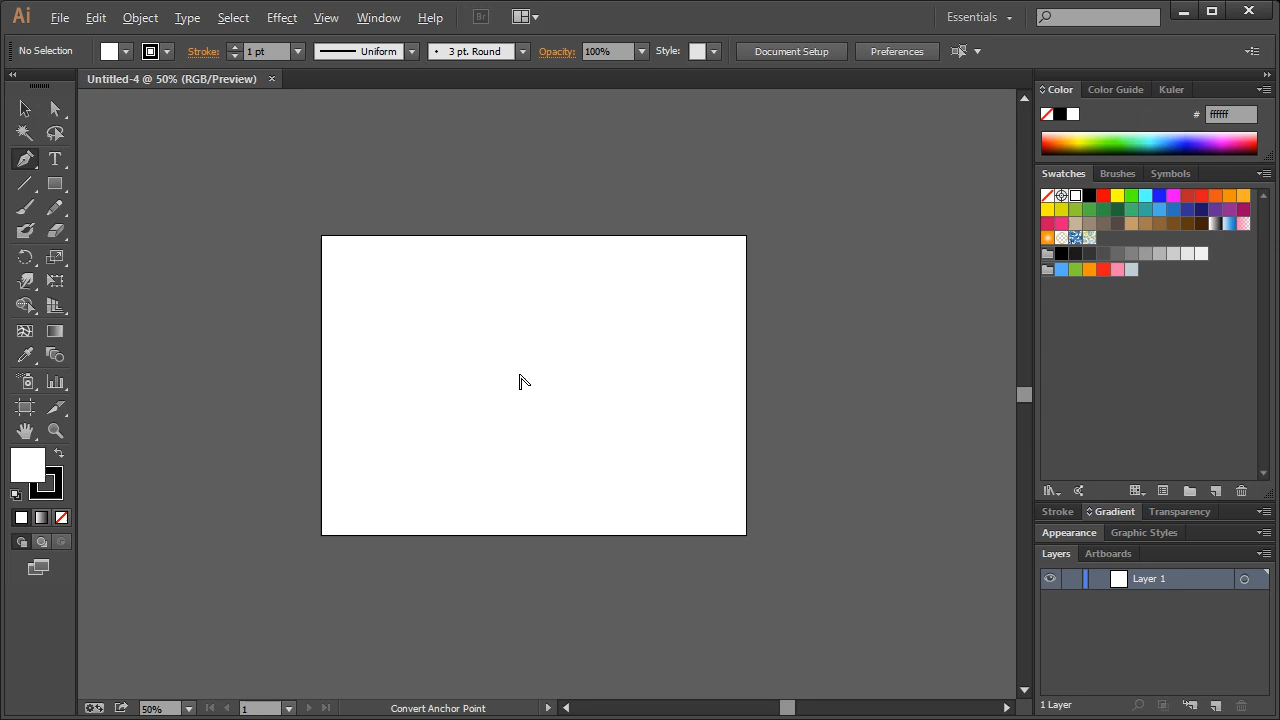 Ai File Edit Object Type Select Effect View Window Help Br Essentials
No Selection Stroke: 1 pt Uniform 3 pt. Round Opacity: 100% Style: Document Setup Preferences
Untitled-4 @ 50% (RGB/Preview) ×
Color Color Guide Kuler
# ffffff
Swatches Brushes Symbols
T
Stroke Gradient Transparency
Appearance Graphic Styles
Layers Artboards
Layer 1
50% 1 Convert Anchor Point 1 Layer